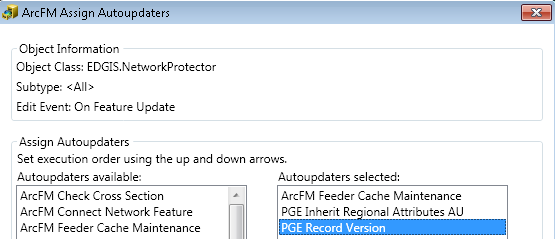 ArcFM Assign Autoupdaters
Object Information
Object Class: EDGIS.NetworkProtector
Subtype: <All>
Edit Event: On Feature Update
Assign Autoupdaters
Set execution order using the up and down arrows.
Autoupdaters available:
ArcFM Check Cross Section
ArcFM Connect Network Feature
ArcFM Feeder Cache Maintenance
Autoupdaters selected:
ArcFM Feeder Cache Maintenance
PGE Inherit Regional Attributes AU
PGE Record Version